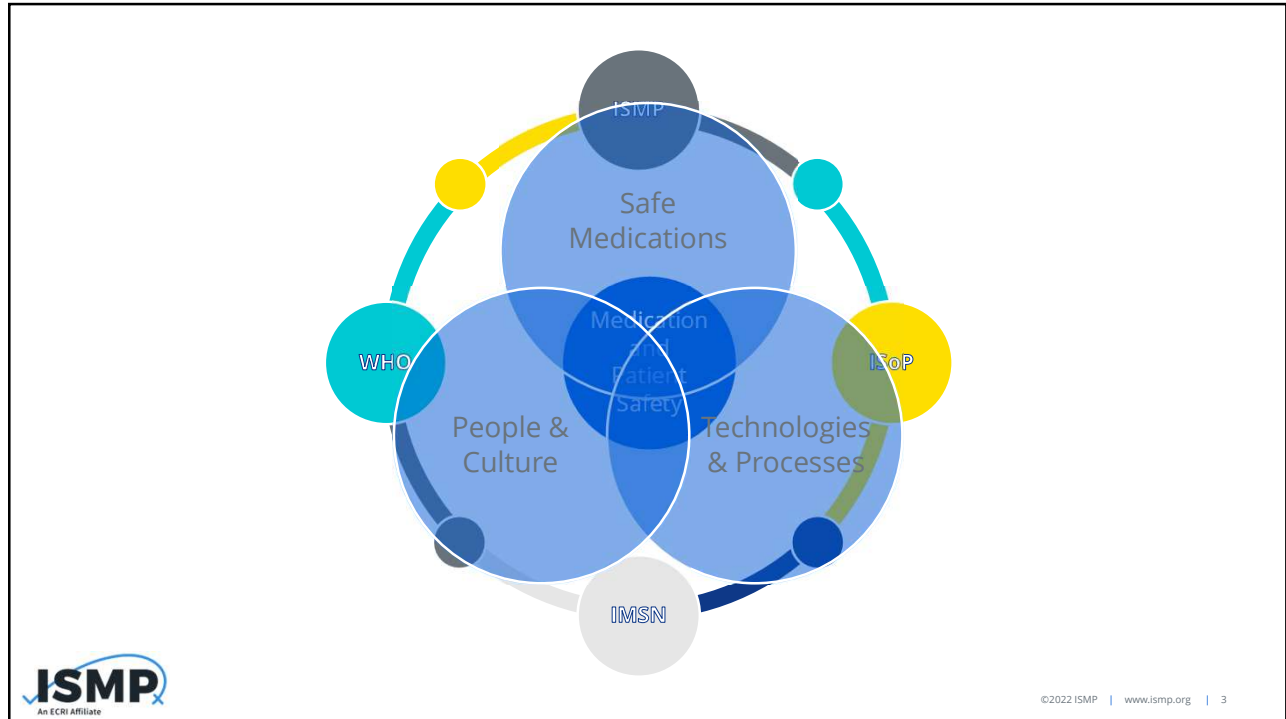 ISMP
Safe
Medications
Medication
and
Patient
Safety
WHO
ISoP
People &
Culture
Technologies
& Processes
IMSN
ISMP
An ECRI Affiliate
©2022 ISMP | www.ismp.org | 3